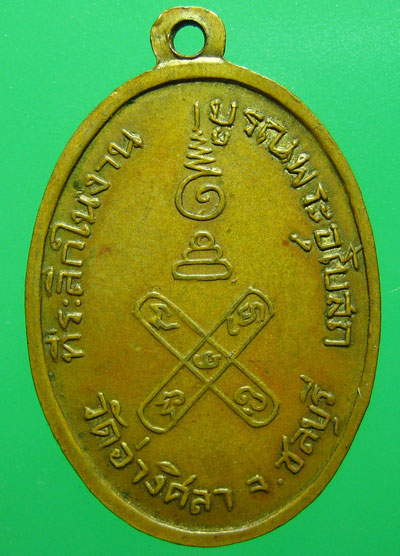 ที่ระลึกในงาน
บูรณพระอุโบสถ
วัดอ่างศิลา จ.ชลบุรี